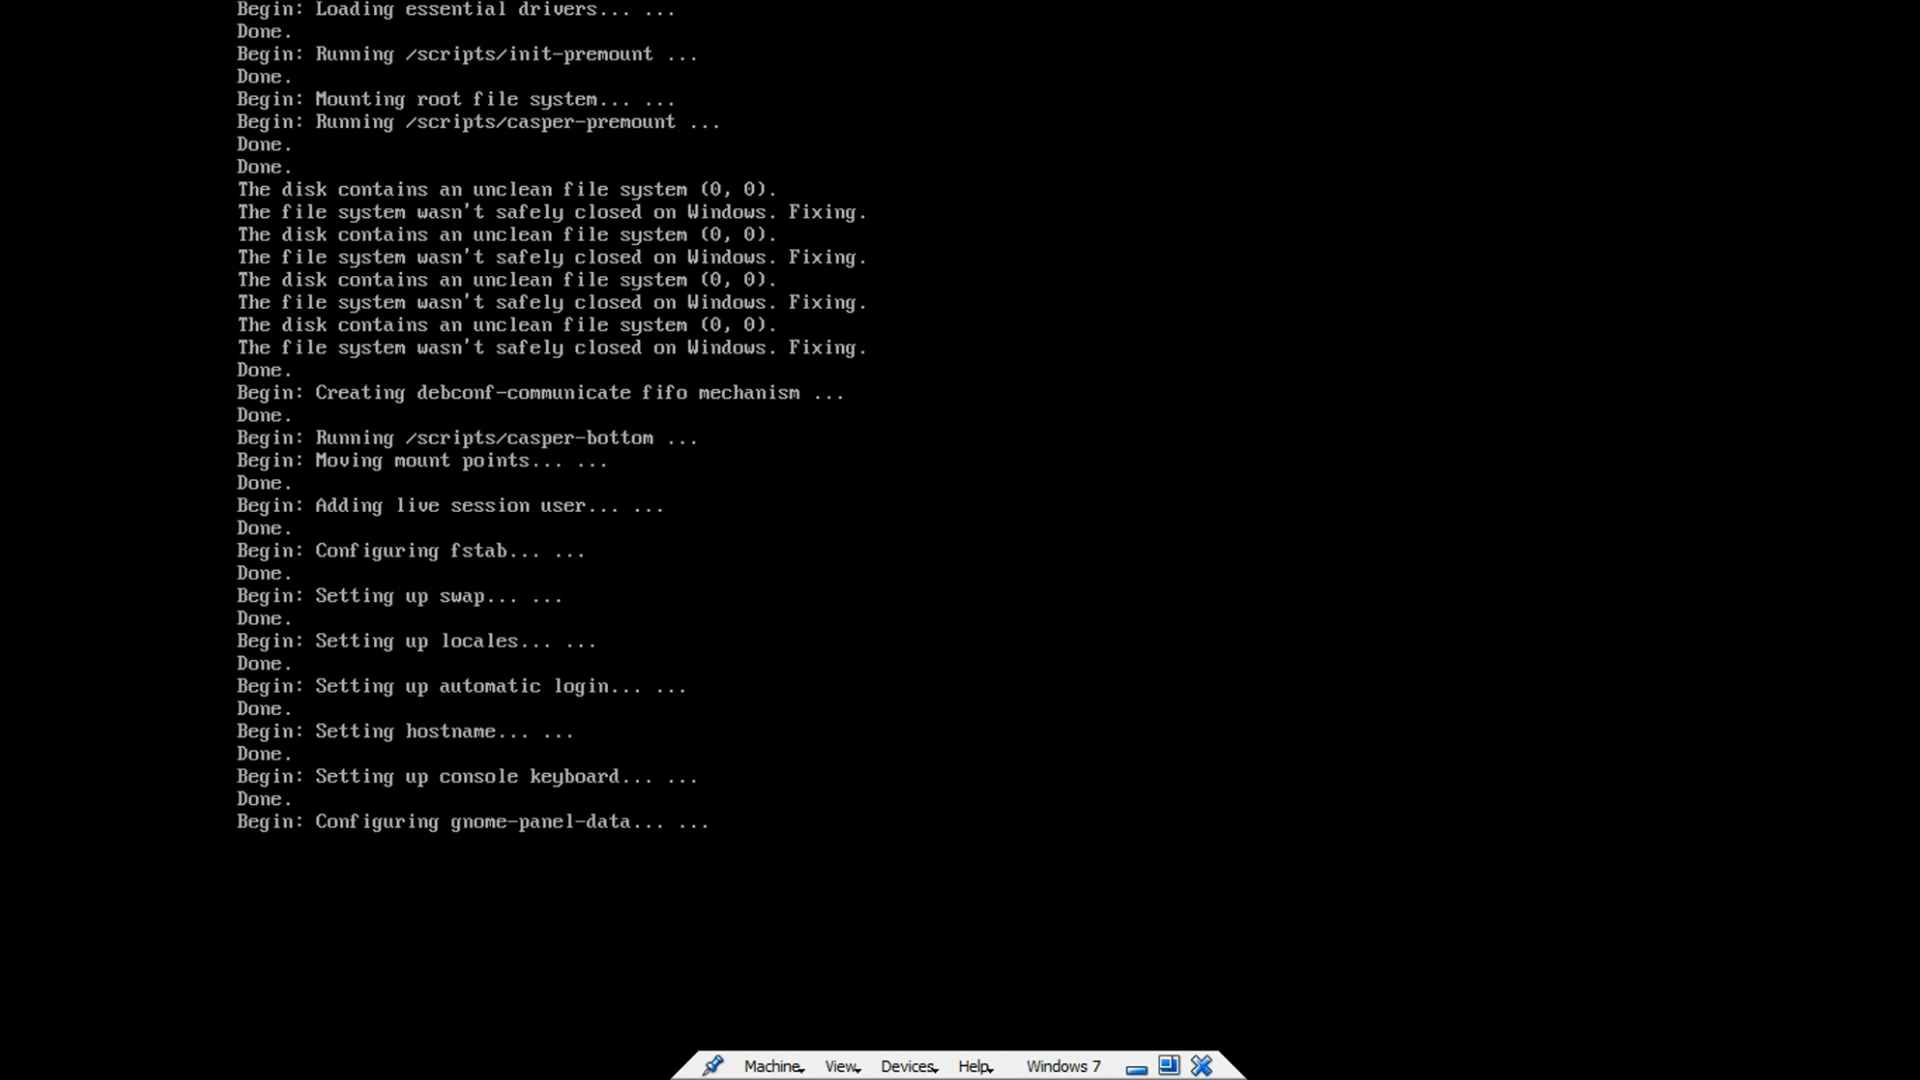 Begin: Loading essential drivers... ...
Done.
Begin: Running /scripts/init-premount ...
Done.
Begin: Mounting root file system... ...
Begin: Running /scripts/casper-premount ...
Done.
Done.
The disk contains an unclean file system (0, 0).
The file system wasn't safely closed on Windows. Fixing.
The disk contains an unclean file system (0, 0).
The file system wasn't safely closed on Windows. Fixing.
The disk contains an unclean file system (0, 0).
The file system wasn't safely closed on Windows. Fixing.
The disk contains an unclean file system (0, 0).
The file system wasn't safely closed on Windows. Fixing.
Done.
Begin: Creating debconf-communicate fifo mechanism ...
Done.
Begin: Running /scripts/casper-bottom ...
Begin: Moving mount points... ...
Done.
Begin: Adding live session user... ...
Done.
Begin: Configuring fstab... ...
Done.
Begin: Setting up swap... ...
Done.
Begin: Setting up locales... ...
Done.
Begin: Setting up automatic login... ...
Done.
Begin: Setting hostname... ...
Done.
Begin: Setting up console keyboard... ...
Done.
Begin: Configuring gnome-panel-data... ...
Machine View Devices Help Windows 7